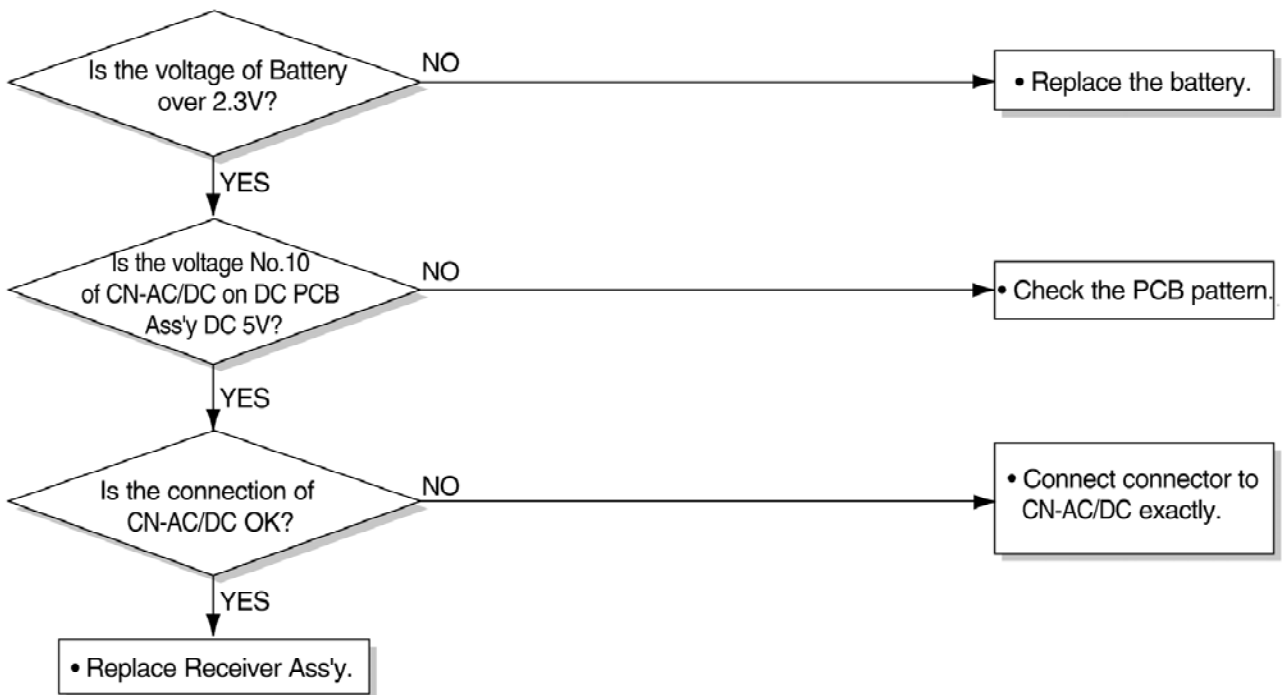 Is the voltage of Battery
over 2.3V?
NO
• Replace the battery.
YES
Is the voltage No.10
of CN-AC/DC on DC PCB
Ass'y DC 5V?
NO
• Check the PCB pattern.
YES
Is the connection of
CN-AC/DC OK?
NO
• Connect connector to
CN-AC/DC exactly.
YES
• Replace Receiver Ass'y.